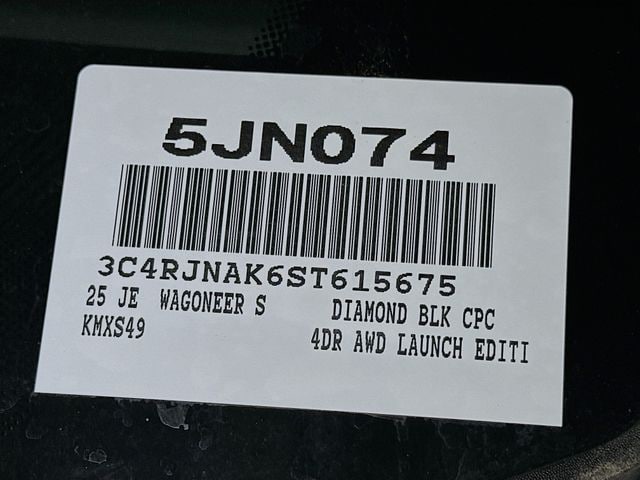 5JN074
3C4RJNAK6ST615675
25 JE WAGONEER S DIAMOND BLK CPC
KMXS49 4DR AWD LAUNCH EDITI